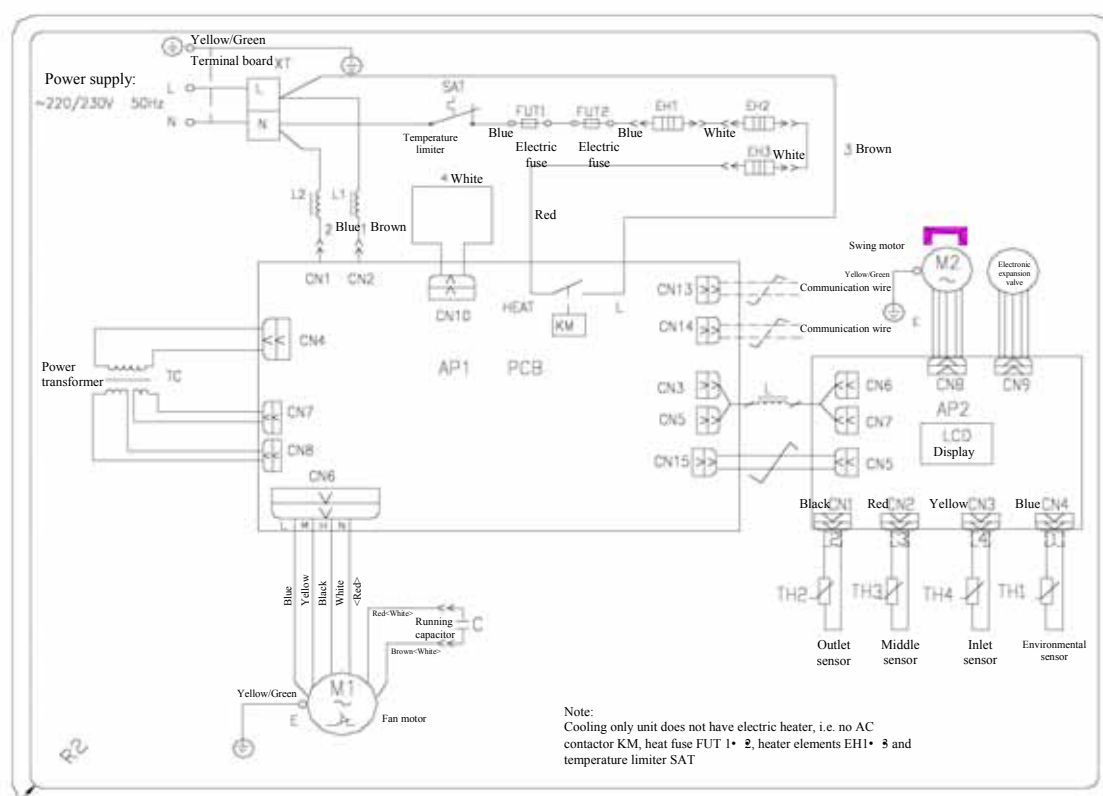 Yellow/Green
Terminal board XT
Power supply:
L
L
~220/230V 50Hz
N
N
SAT
Temperature
limiter
Blue
FUT1
Electric
fuse
FUT2
Electric
fuse
Blue
EH1
White
EH2
EH3
White
3 Brown
L2
L1
2 Blue
1 Brown
4 White
Red
CN1
CN2
CN10
HEAT
L
KM
CN13
Communication wire
CN14
Communication wire
Swing motor
M2
~
Yellow/Green
E
Electronic
expansion
valve
CN4
Power
transformer
TC
AP1 PCB
CN7
CN8
CN3
CN5
L
CN6
CN7
CN15
CN5
CN8
CN9
AP2
LCD
Display
CN6
L M H N
Black CN1
Red CN2
Yellow CN3
Blue CN4
2
3
4
1
TH2
TH3
TH4
TH1
Outlet
sensor
Middle
sensor
Inlet
sensor
Environmental
sensor
Blue
Yellow
Black
White
<Red>
Red<White>
Running
capacitor
C
Brown<White>
Yellow/Green
E
M1
~
Fan motor
R2
Note:
Cooling only unit does not have electric heater, i.e. no AC
contactor KM, heat fuse FUT 1• 2, heater elements EH1• 3 and
temperature limiter SAT